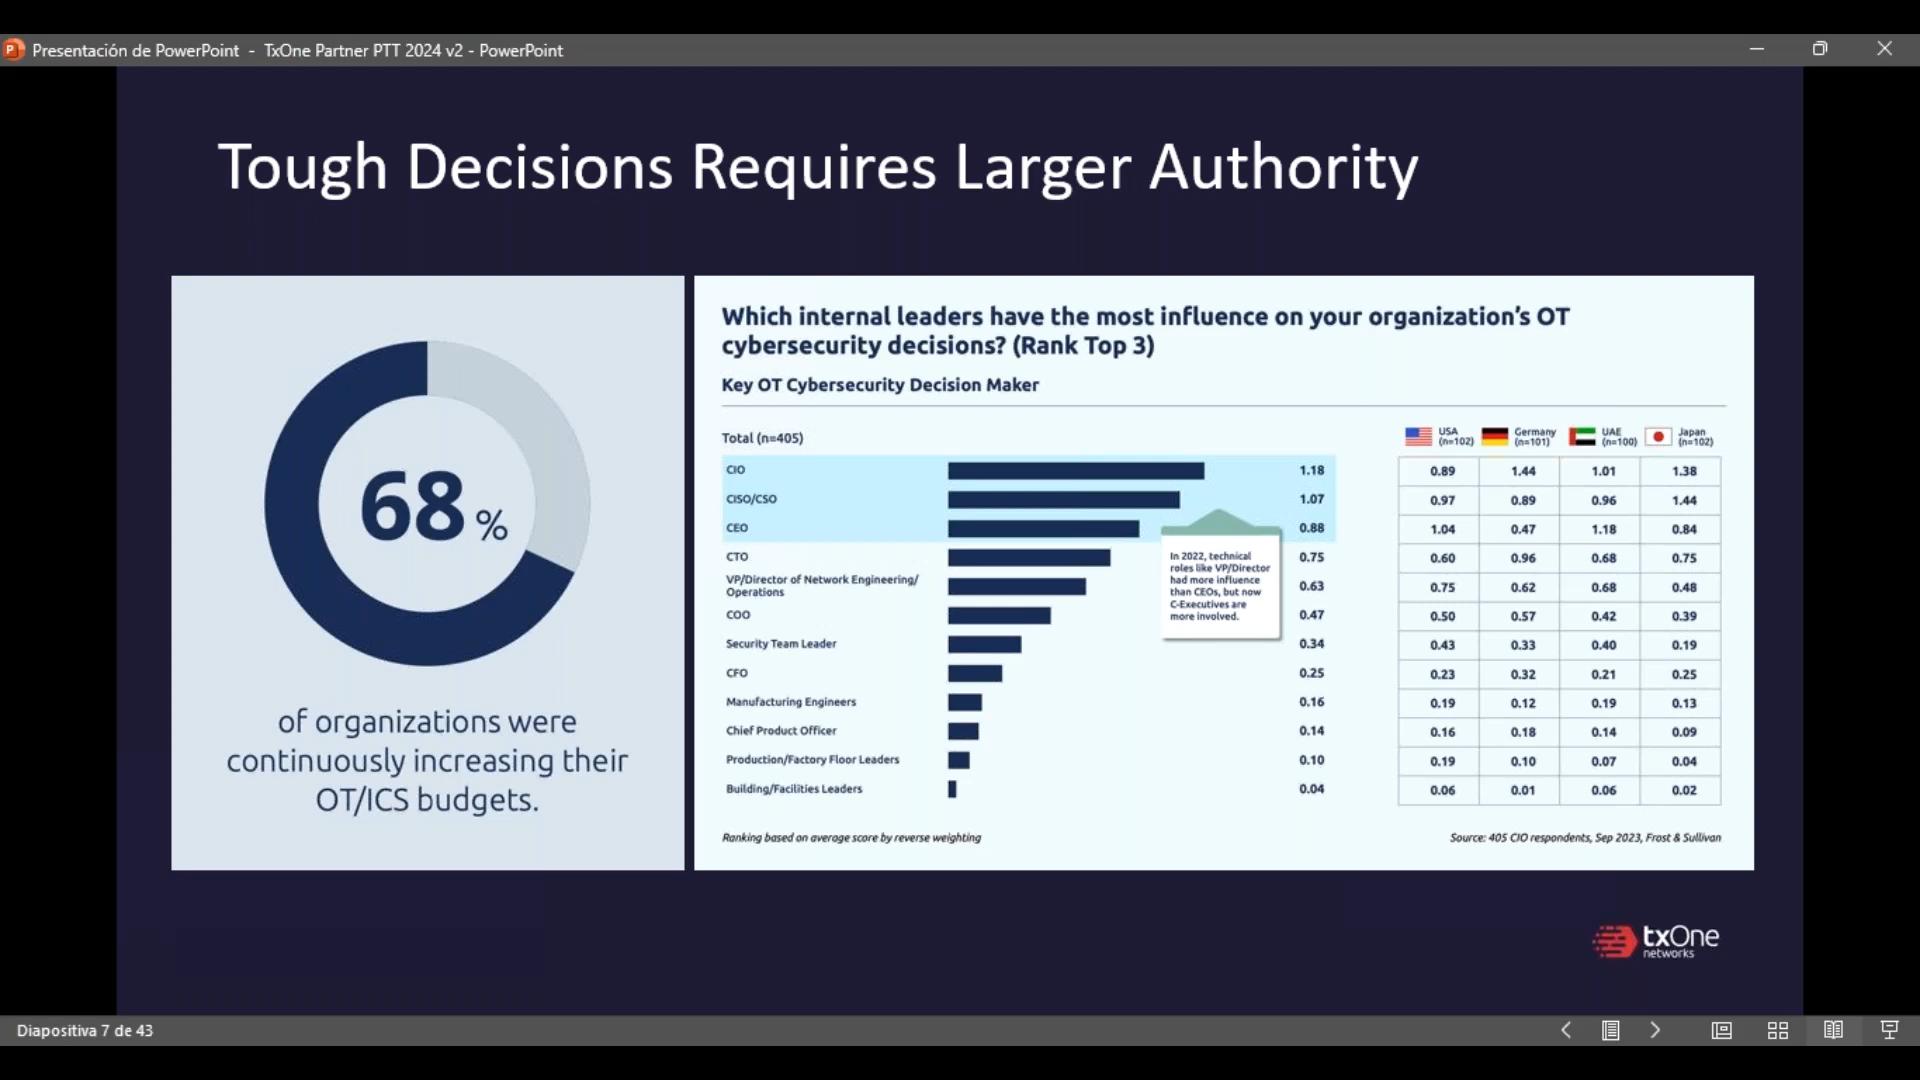 Presentación de PowerPoint - TxOne Partner PTT 2024 v2 - PowerPoint
Tough Decisions Requires Larger Authority
68 %
of organizations were
continuously increasing their
OT/ICS budgets.
Which internal leaders have the most influence on your organization's OT
cybersecurity decisions? (Rank Top 3)
Key OT Cybersecurity Decision Maker
Total (n=405)
USA (n=102) Germany (n=101) UAE (n=100) Japan (n=102)
CIO 1.18 0.89 1.44 1.01 1.38
CISO/CSO 1.07 0.97 0.89 0.96 1.44
CEO 0.88 1.04 0.47 1.18 0.84
CTO 0.75 0.60 0.96 0.68 0.75
VP/Director of Network Engineering/
Operations 0.63 0.75 0.62 0.68 0.48
COO 0.47 0.50 0.57 0.42 0.39
Security Team Leader 0.34 0.43 0.33 0.40 0.19
CFO 0.25 0.23 0.32 0.21 0.25
Manufacturing Engineers 0.16 0.19 0.12 0.19 0.13
Chief Product Officer 0.14 0.16 0.18 0.14 0.09
Production/Factory Floor Leaders 0.10 0.19 0.10 0.07 0.04
Building/Facilities Leaders 0.04 0.06 0.01 0.06 0.02
In 2022, technical
roles like VP/Director
had more influence
than CEOs, but now
C-Executives are
more involved.
Ranking based on average score by reverse weighting
Source: 405 CIO respondents, Sep 2023, Frost & Sullivan
txOne
networks
Diapositiva 7 de 43